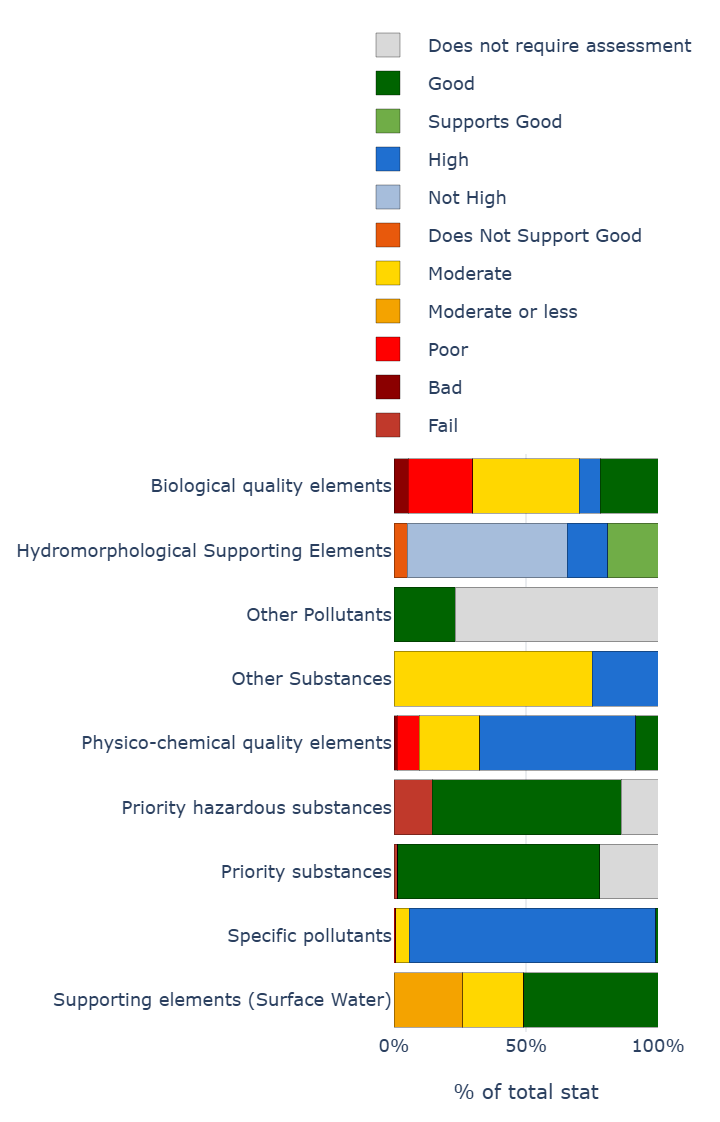 Does not require assessment
Good
Supports Good
High
Not High
Does Not Support Good
Moderate
Moderate or less
Poor
Bad
Fail
Biological quality elements
Hydromorphological Supporting Elements
Other Pollutants
Other Substances
Physico-chemical quality elements
Priority hazardous substances
Priority substances
Specific pollutants
Supporting elements (Surface Water)
0% 50% 100%
% of total stat